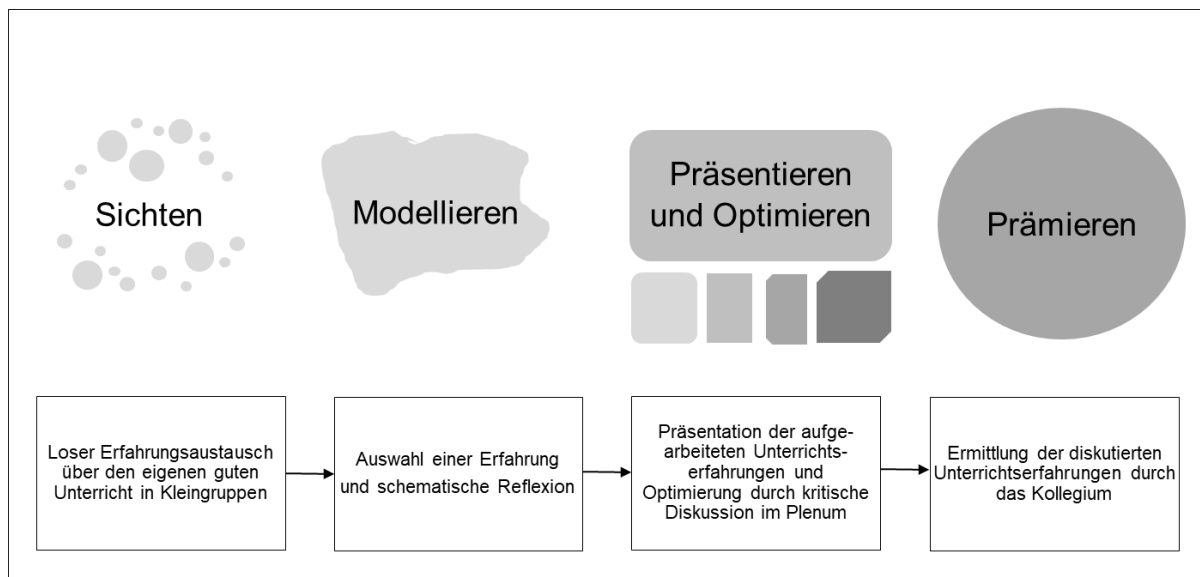 Sichten
Modellieren
Präsentieren
und Optimieren
Prämieren
Loser Erfahrungsaustausch
über den eigenen guten
Unterricht in Kleingruppen
Auswahl einer Erfahrung
und schematische Reflexion
Präsentation der aufge-
arbeiteten Unterrichts-
erfahrungen und
Optimierung durch kritische
Diskussion im Plenum
Ermittlung der diskutierten
Unterrichtserfahrungen durch
das Kollegium